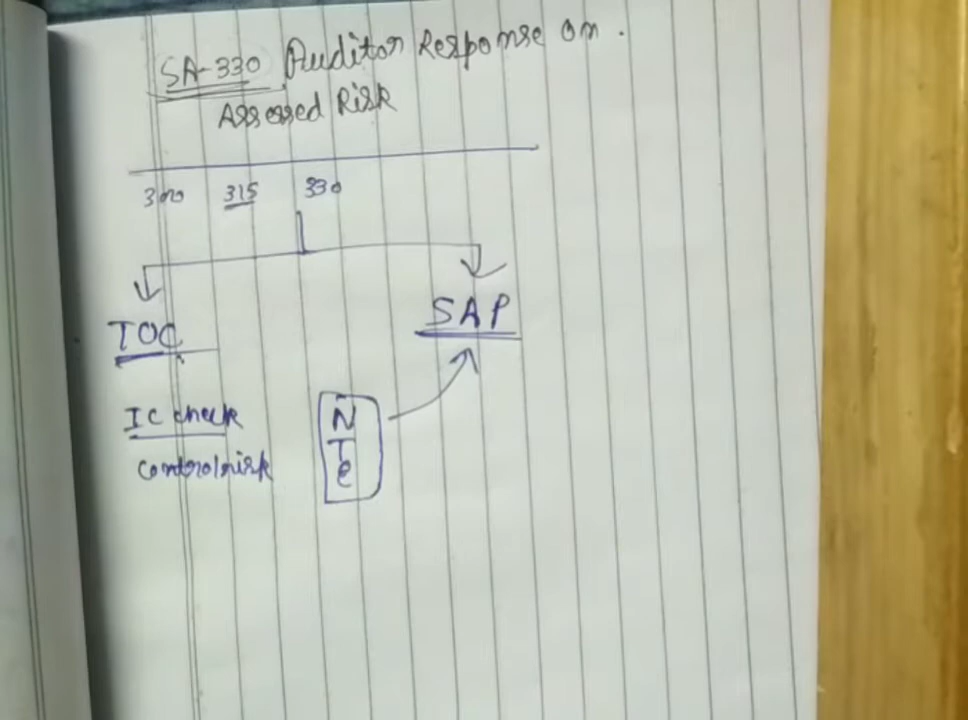 SA-330 Auditor Response on.
Assessed Risk
300 315 330
TOC
SAP
IC check
control risk
N
T
E